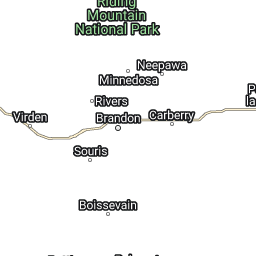 Riding
Mountain
National Park
Neepawa
Minnedosa
Rivers
Virden
Brandon
Carberry
Souris
Boissevain